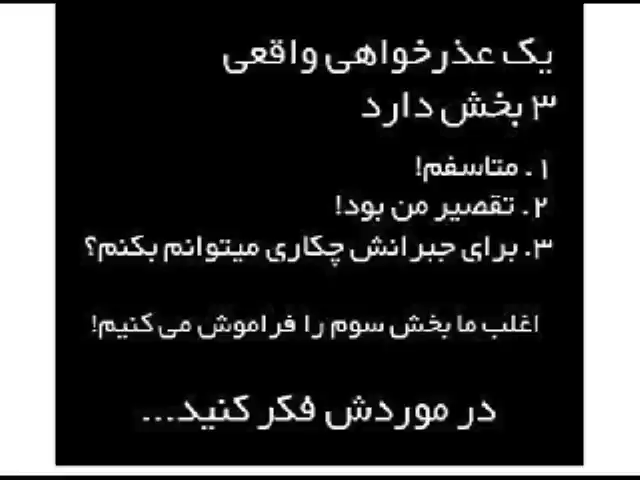 یک عذرخواهی واقعی
۳ بخش دارد
۱. متاسفم!
۲. تقصیر من بود!
۳. برای جبرانش چکاری میتوانم بکنم؟
اغلب ما بخش سوم را فراموش می کنیم!
در موردش فکر کنید...